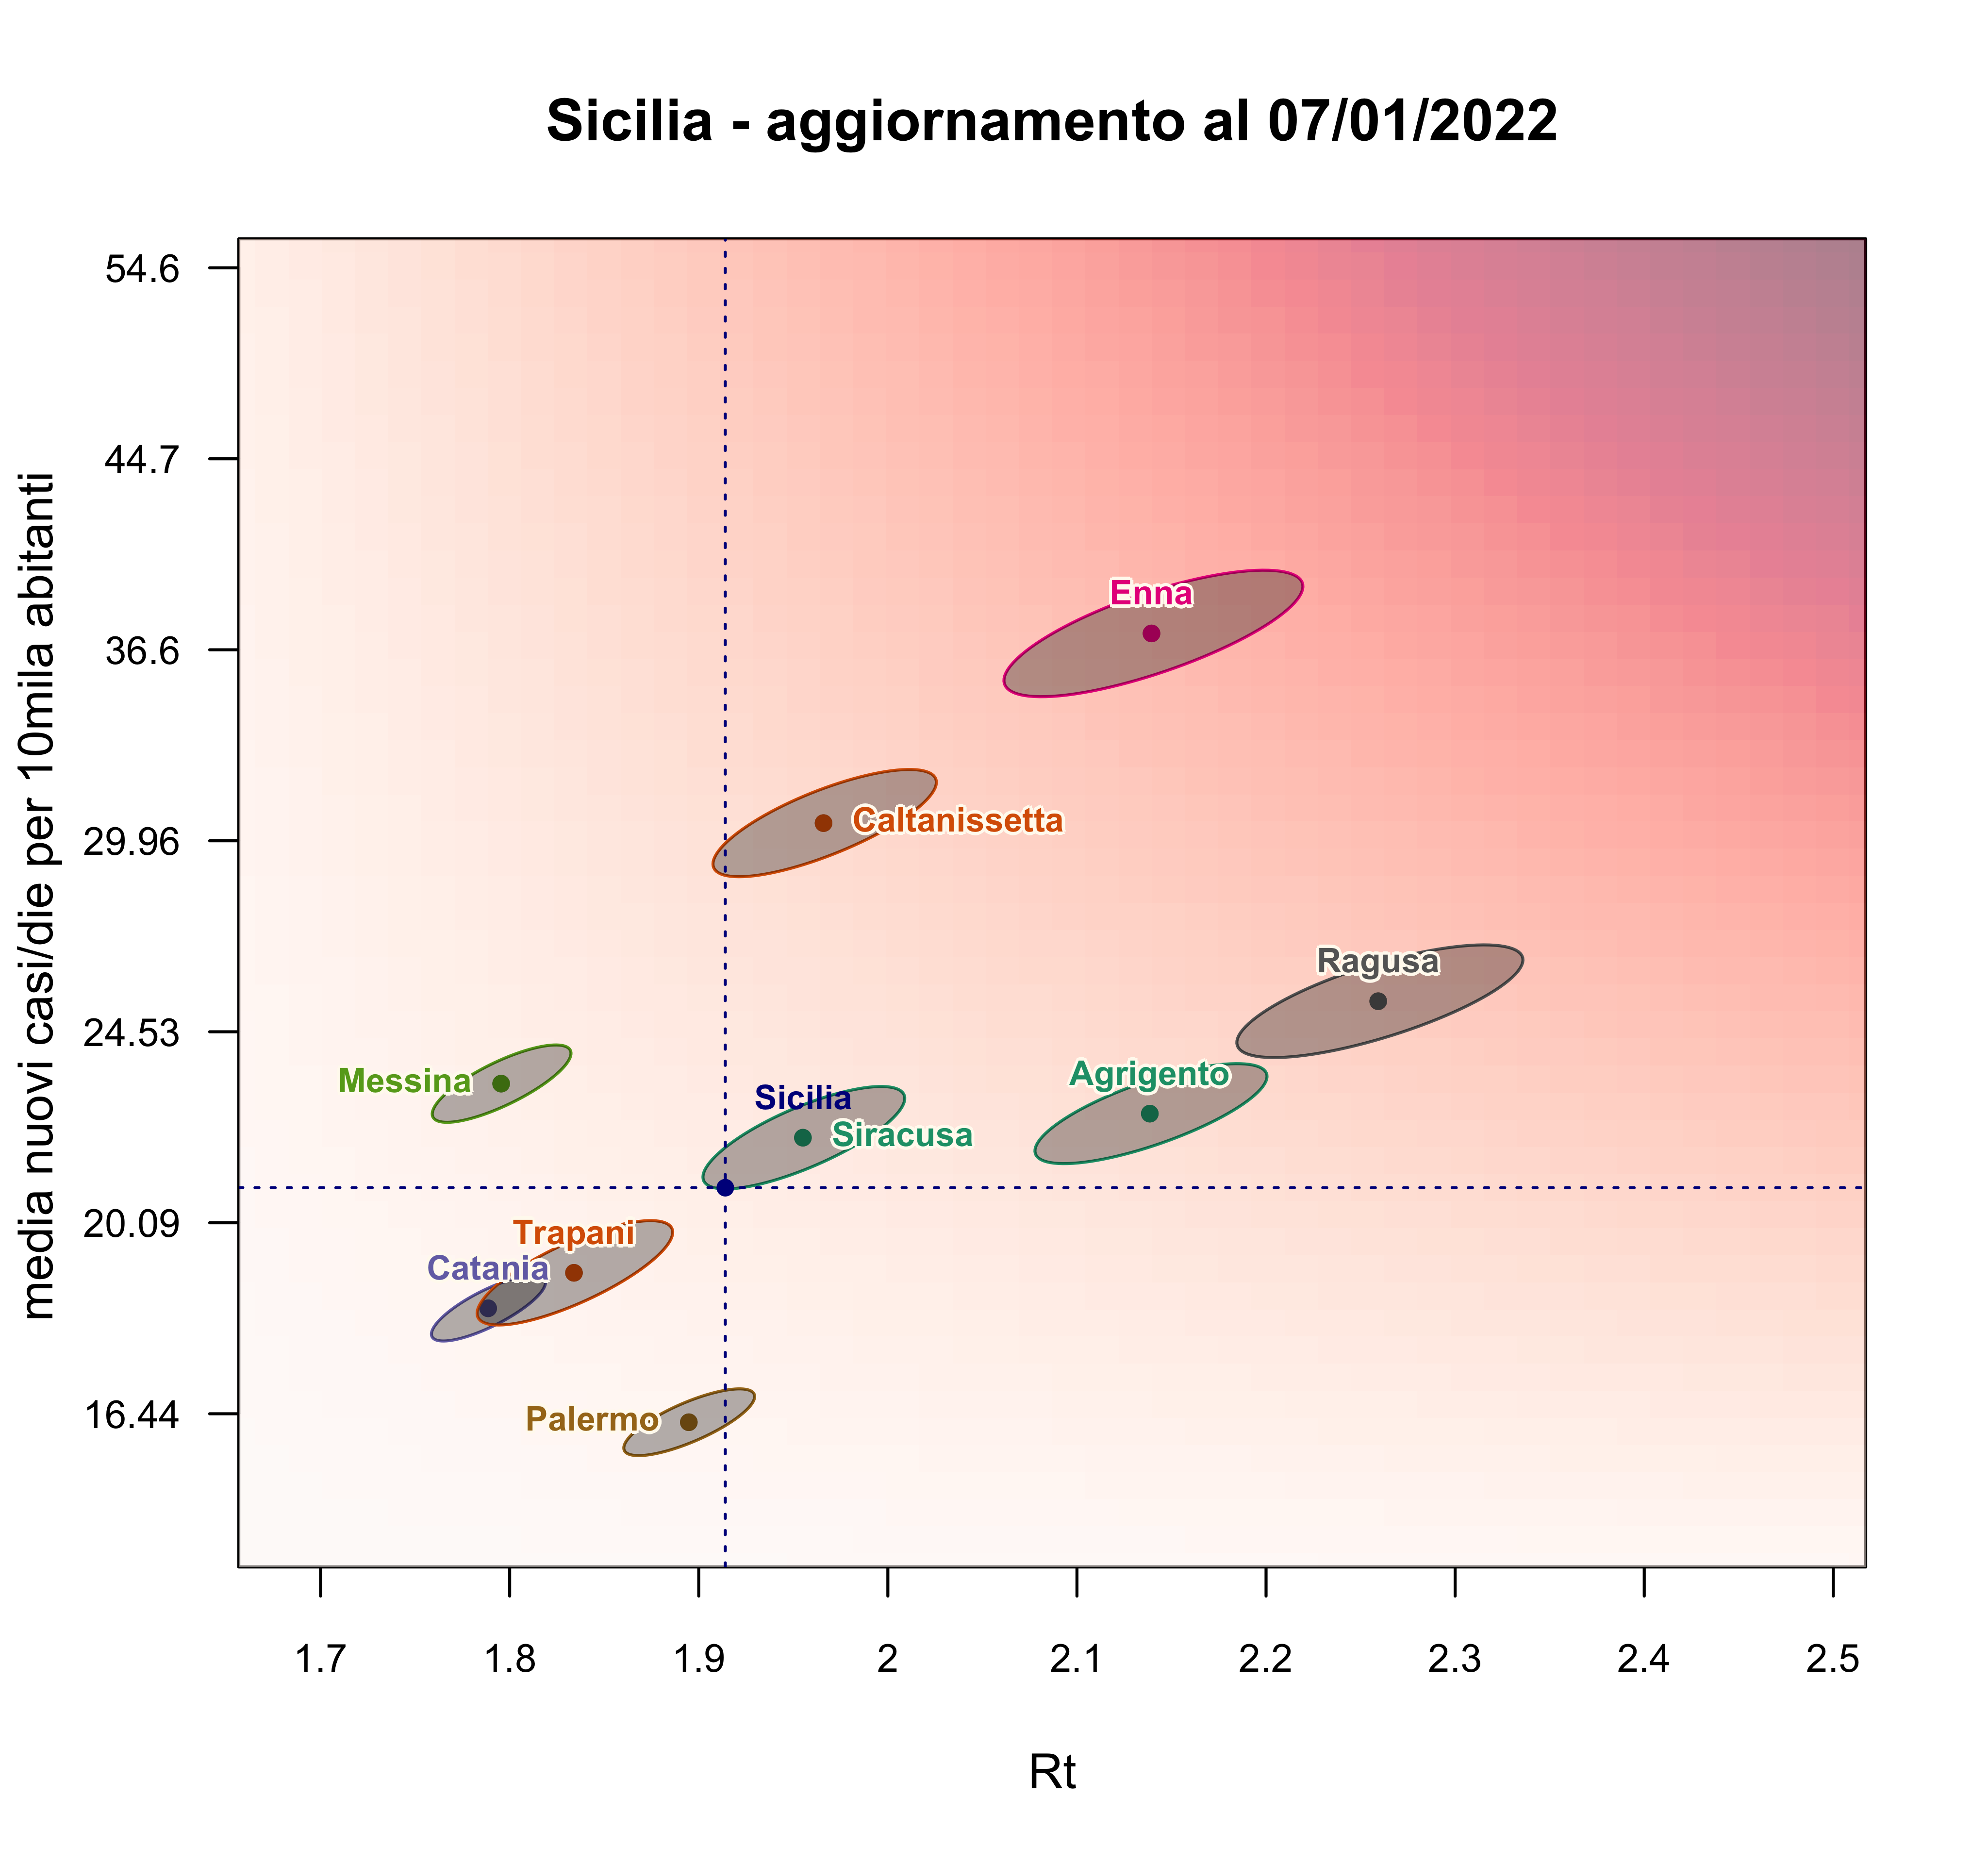 Sicilia - aggiornamento al 07/01/2022
media nuovi casi/die per 10mila abitanti
54.6
44.7
36.6
29.96
24.53
20.09
16.44
Enna
Caltanissetta
Ragusa
Messina
Agrigento
Sicilia
Siracusa
Trapani
Catania
Palermo
1.7 1.8 1.9 2 2.1 2.2 2.3 2.4 2.5
Rt